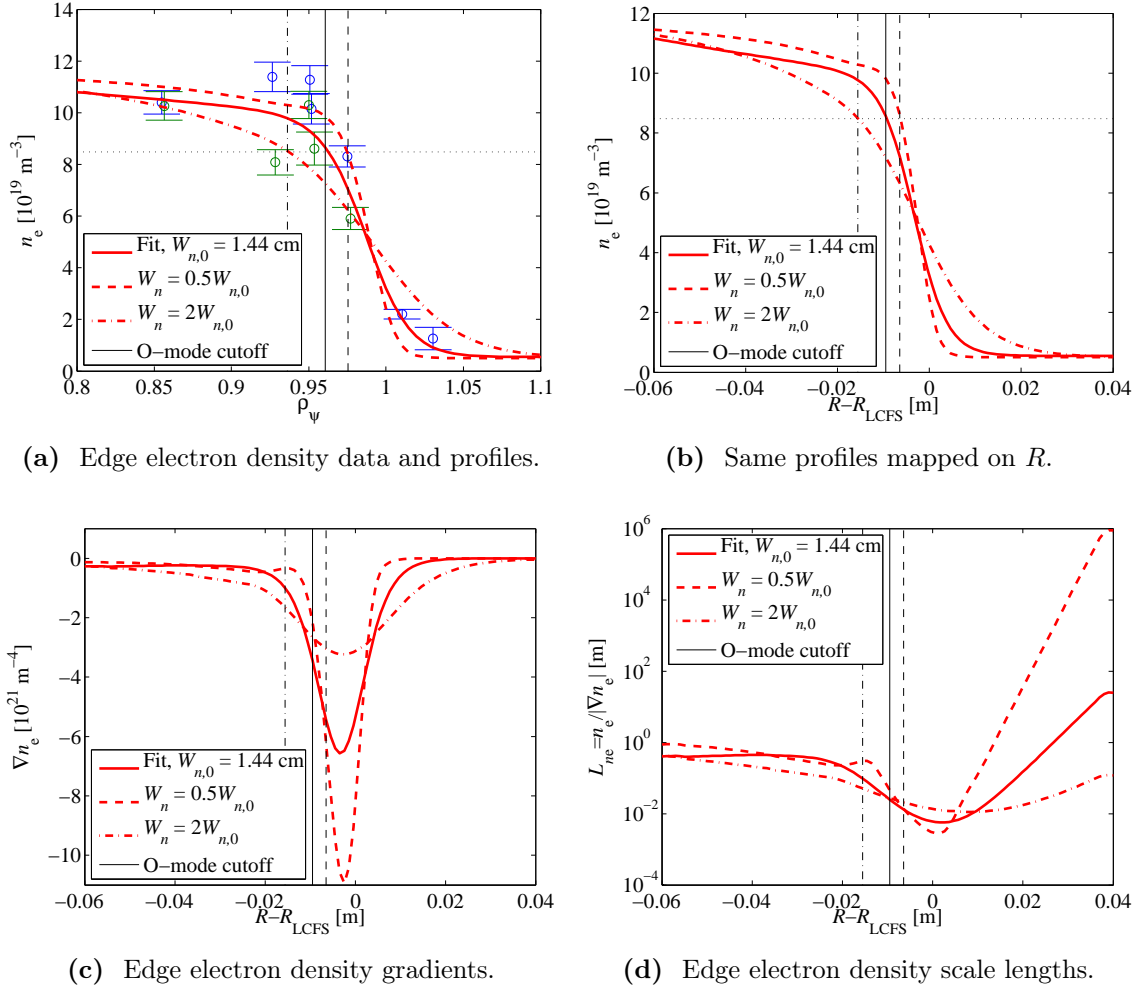 14
12
10
8
6
4
2
0
n_e [10^19 m^−3]
Fit, W_n,0 = 1.44 cm
W_n = 0.5W_n,0
W_n = 2W_n,0
O−mode cutoff
0.8 0.85 0.9 0.95 1 1.05 1.1
ρ_ψ
(a) Edge electron density data and profiles.
12
10
8
6
4
2
0
n_e [10^19 m^−3]
Fit, W_n,0 = 1.44 cm
W_n = 0.5W_n,0
W_n = 2W_n,0
O−mode cutoff
−0.06 −0.04 −0.02 0 0.02 0.04
R−R_LCFS [m]
(b) Same profiles mapped on R.
0
−2
−4
−6
−8
−10
∇n_e [10^21 m^−4]
Fit, W_n,0 = 1.44 cm
W_n = 0.5W_n,0
W_n = 2W_n,0
O−mode cutoff
−0.06 −0.04 −0.02 0 0.02 0.04
R−R_LCFS [m]
(c) Edge electron density gradients.
10^6
10^4
10^2
10^0
10^−2
10^−4
L_ne=n_e/|∇n_e| [m]
Fit, W_n,0 = 1.44 cm
W_n = 0.5W_n,0
W_n = 2W_n,0
O−mode cutoff
−0.06 −0.04 −0.02 0 0.02 0.04
R−R_LCFS [m]
(d) Edge electron density scale lengths.